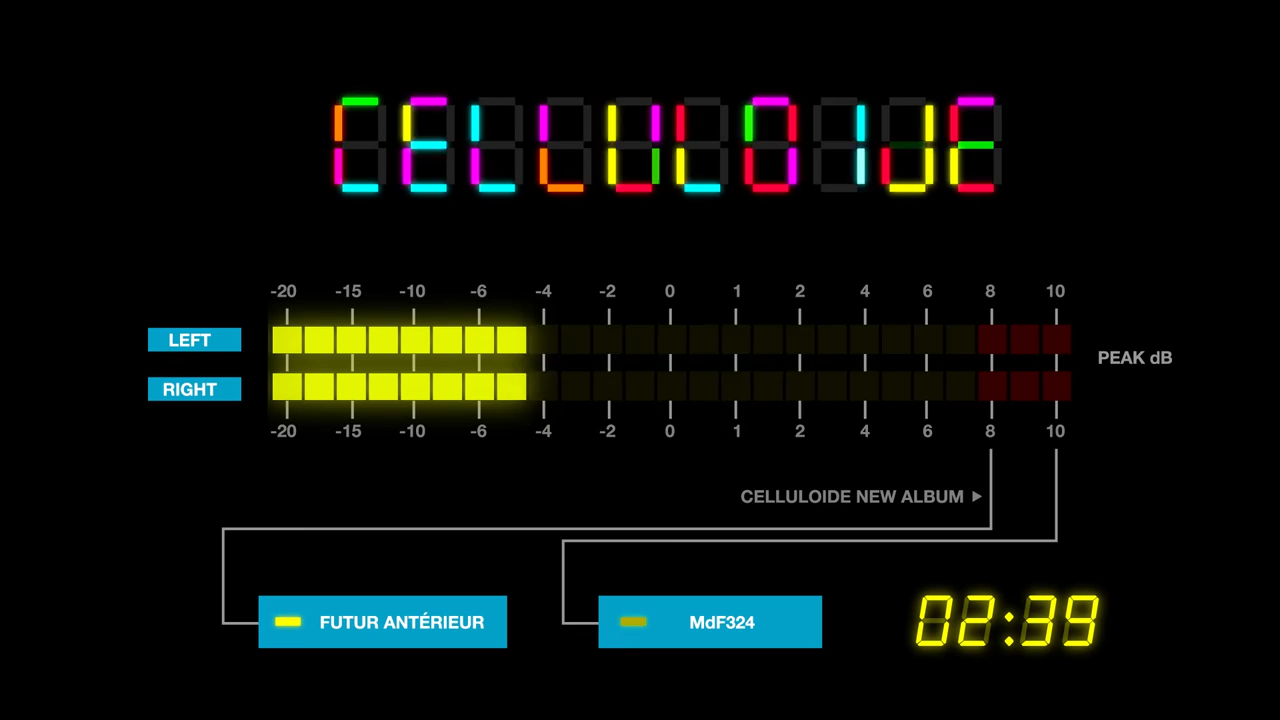 CELLULOIDE
-20 -15 -10 -6 -4 -2 0 1 2 4 6 8 10
LEFT
PEAK dB
RIGHT
-20 -15 -10 -6 -4 -2 0 1 2 4 6 8 10
CELLULOIDE NEW ALBUM ▶
FUTUR ANTÉRIEUR
MdF324
02:39